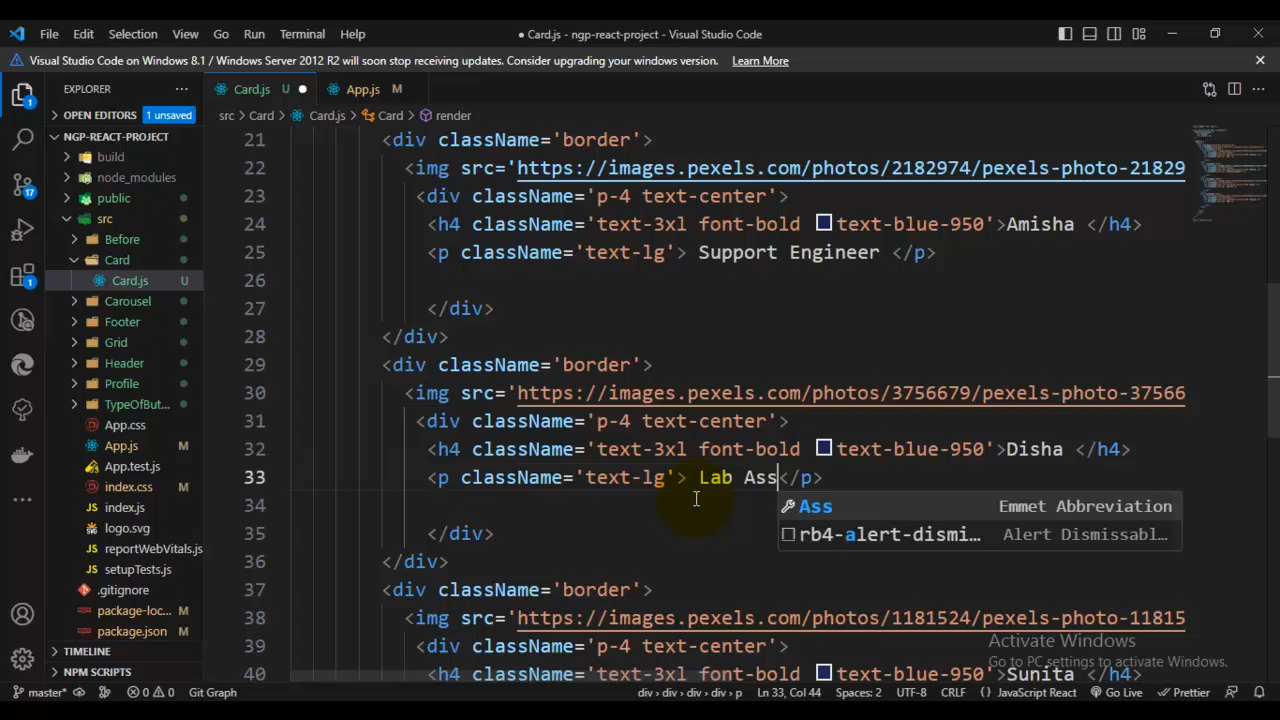 File Edit Selection View Go Run Terminal Help
● Card.js - ngp-react-project - Visual Studio Code
Visual Studio Code on Windows 8.1 / Windows Server 2012 R2 will soon stop receiving updates. Consider upgrading your windows version. Learn More
EXPLORER
Card.js U
App.js M
OPEN EDITORS 1 unsaved
src > Card > Card.js > Card > render
NGP-REACT-PROJECT
build
node_modules
public
src
Before
Card
Card.js U
Carousel
Footer
Grid
Header
Profile
TypeOfBut...
App.css
App.js M
App.test.js
index.css M
index.js
logo.svg
reportWebVitals.js
setupTests.js
.gitignore
package-loc... M
package.json M
TIMELINE
NPM SCRIPTS
21 <div className='border'>
22 <img src='https://images.pexels.com/photos/2182974/pexels-photo-21829
23 <div className='p-4 text-center'>
24 <h4 className='text-3xl font-bold text-blue-950'>Amisha </h4>
25 <p className='text-lg'> Support Engineer </p>
26
27 </div>
28 </div>
29 <div className='border'>
30 <img src='https://images.pexels.com/photos/3756679/pexels-photo-37566
31 <div className='p-4 text-center'>
32 <h4 className='text-3xl font-bold text-blue-950'>Disha </h4>
33 <p className='text-lg'> Lab Ass</p>
34
Ass Emmet Abbreviation
rb4-alert-dismi... Alert Dismissabl...
35 </div>
36 </div>
37 <div className='border'>
38 <img src='https://images.pexels.com/photos/1181524/pexels-photo-11815
39 <div className='p-4 text-center'>
40 <h4 className='text-3xl font-bold text-blue-950'>Sunita </h4>
Activate Windows
Go to PC settings to activate Windows.
1
17
1
master* 0 0 Git Graph
div > div > div > div > p Ln 33, Col 44 Spaces: 2 UTF-8 CRLF {} JavaScript React Go Live Prettier